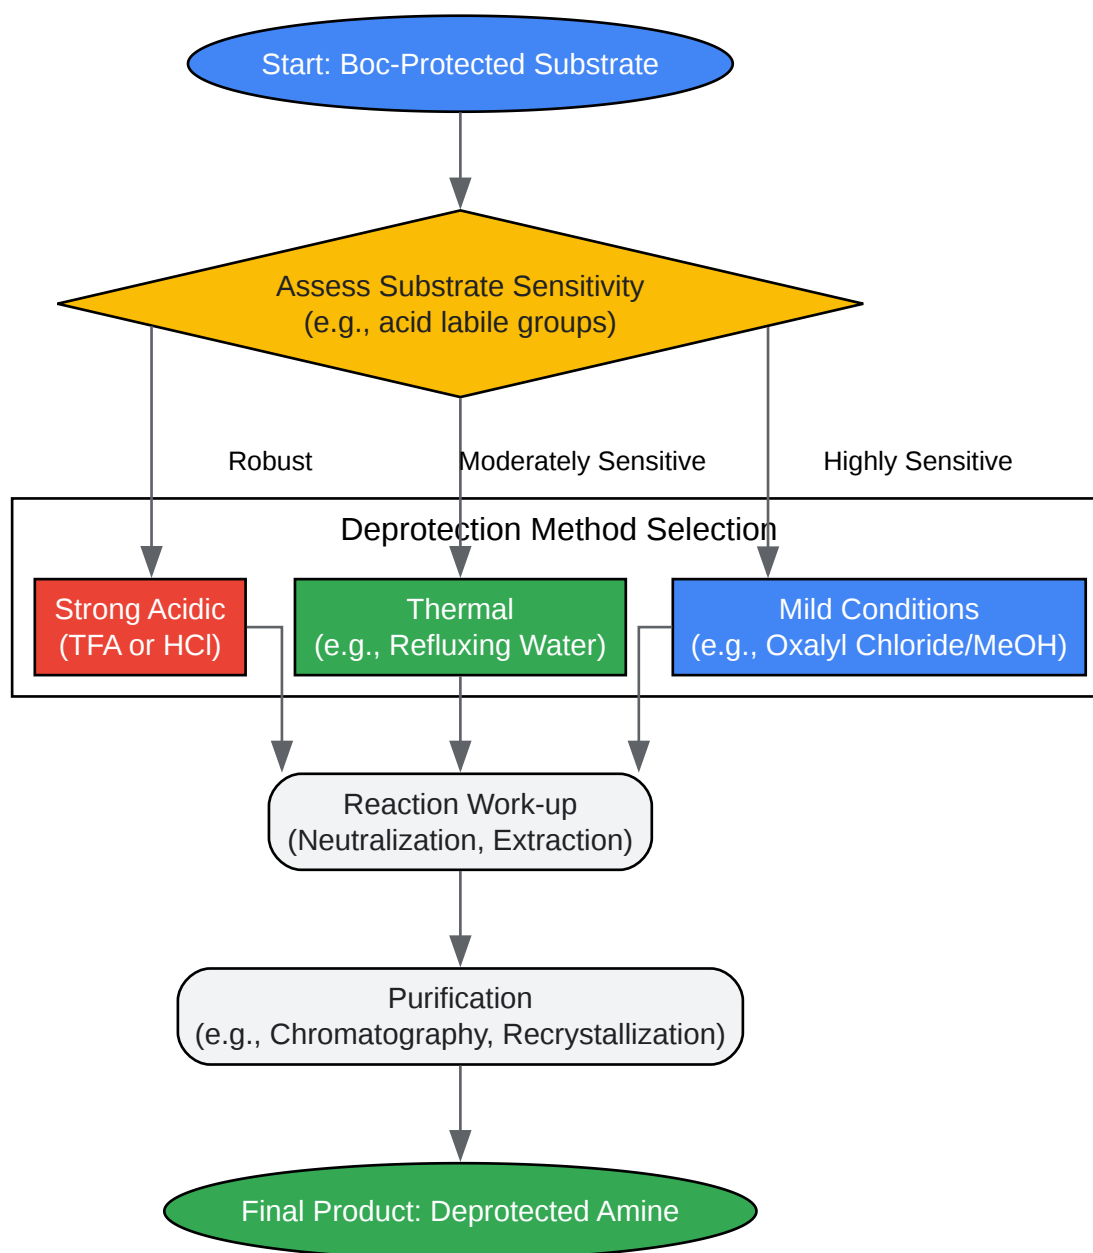 Start: Boc-Protected Substrate
Assess Substrate Sensitivity
(e.g., acid labile groups)
Robust
Moderately Sensitive
Highly Sensitive
Deprotection Method Selection
Strong Acidic
(TFA or HCl)
Thermal
(e.g., Refluxing Water)
Mild Conditions
(e.g., Oxalyl Chloride/MeOH)
Reaction Work-up
(Neutralization, Extraction)
Purification
(e.g., Chromatography, Recrystallization)
Final Product: Deprotected Amine